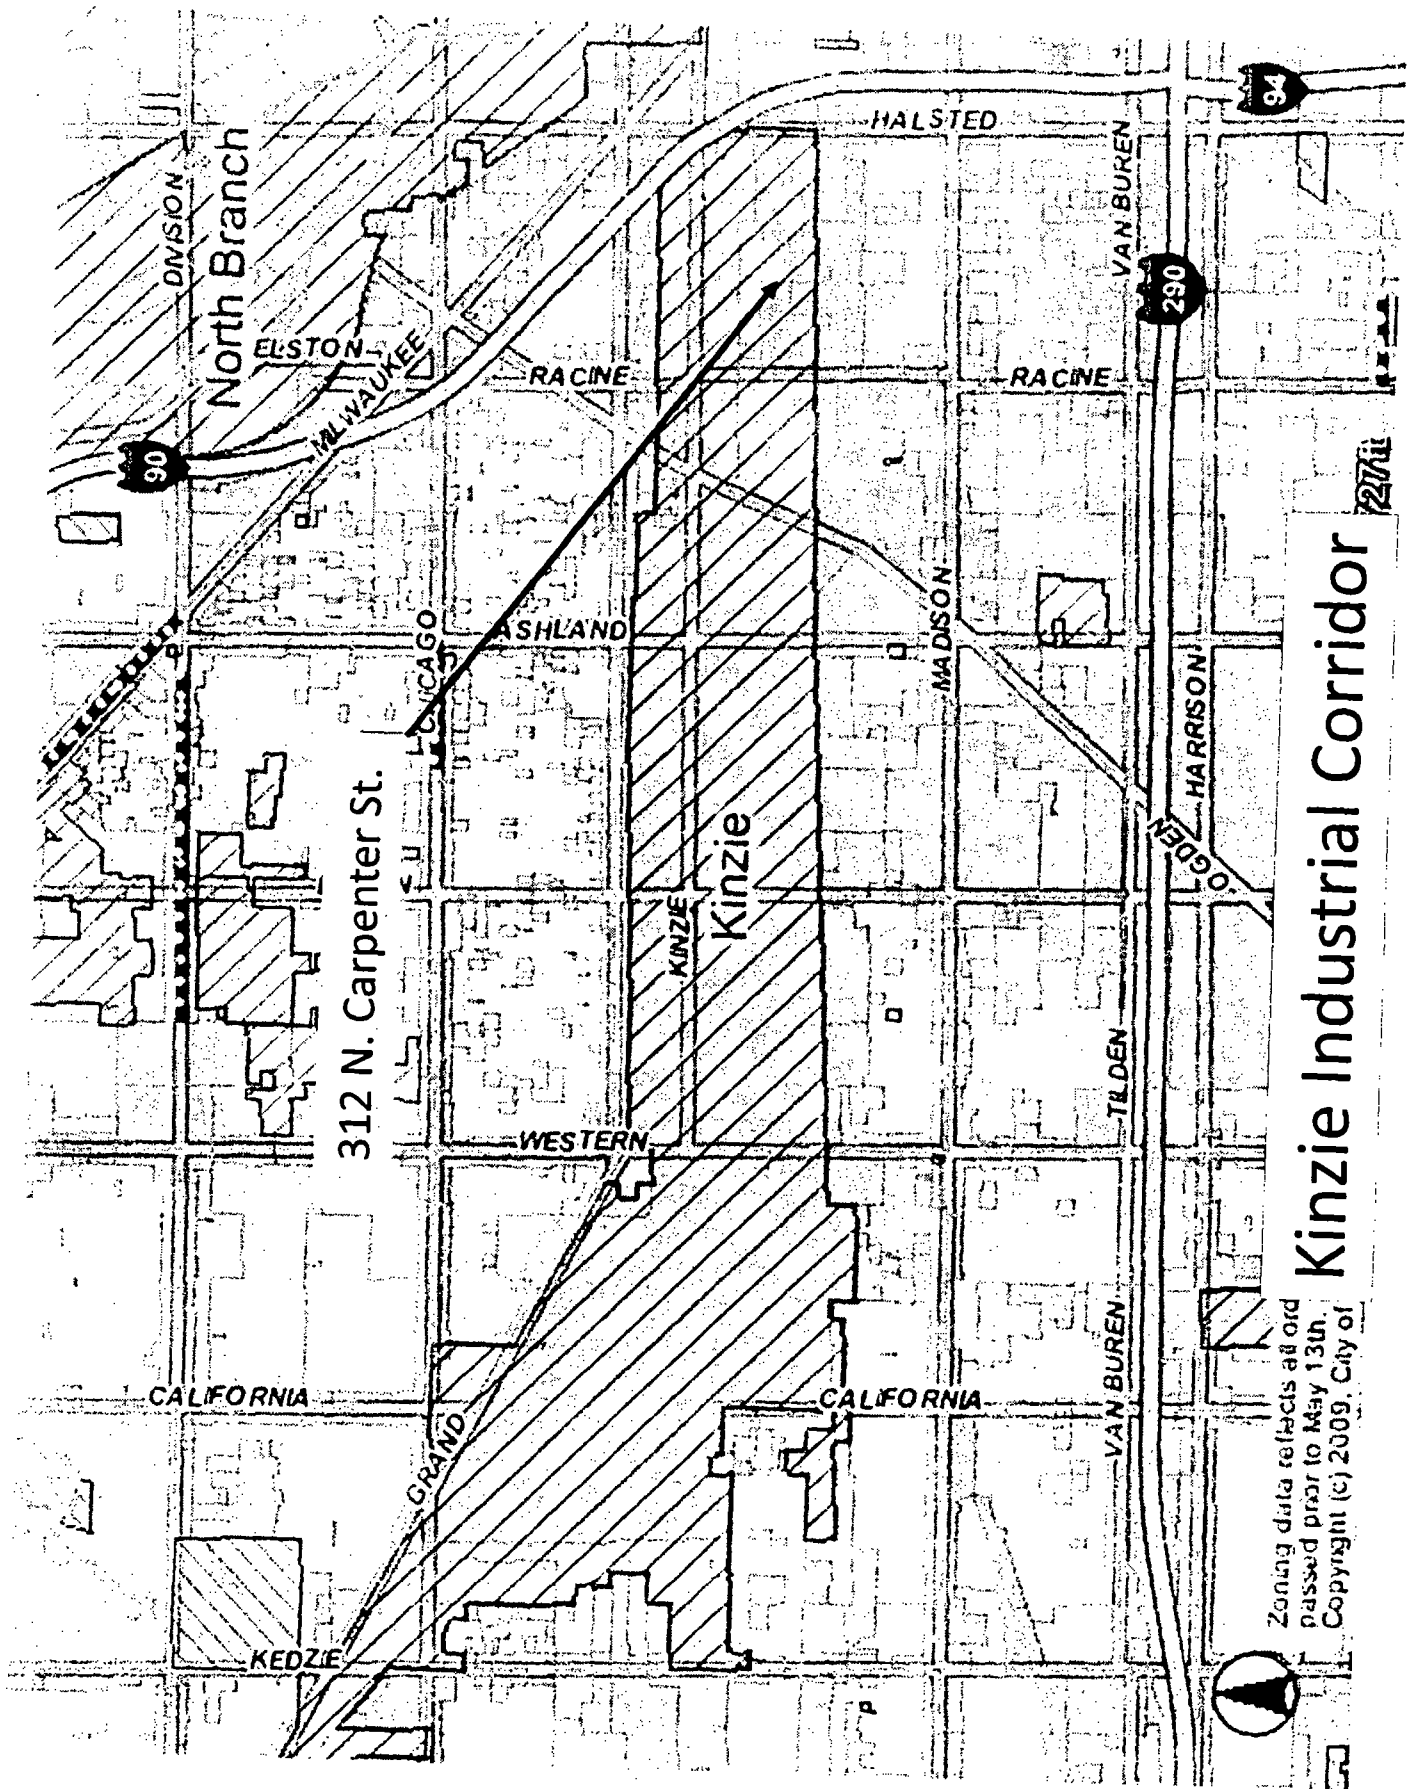 DIVISION
North Branch
ELSTON
MILWAUKEE
90
HALSTED
94
VAN BUREN
290
RACINE
RACINE
CHICAGO
ASHLAND
MADISON
HARRISON
OGDEN
312 N. Carpenter St.
KINZIE
Kinzie
WESTERN
TILDEN
CALIFORNIA
CALIFORNIA
GRAND
VAN BUREN
KEDZIE
P
27th
Zoning data reflects all ord
passed prior to May 13th.
Copyright (c) 2009. City of
Kinzie Industrial Corridor